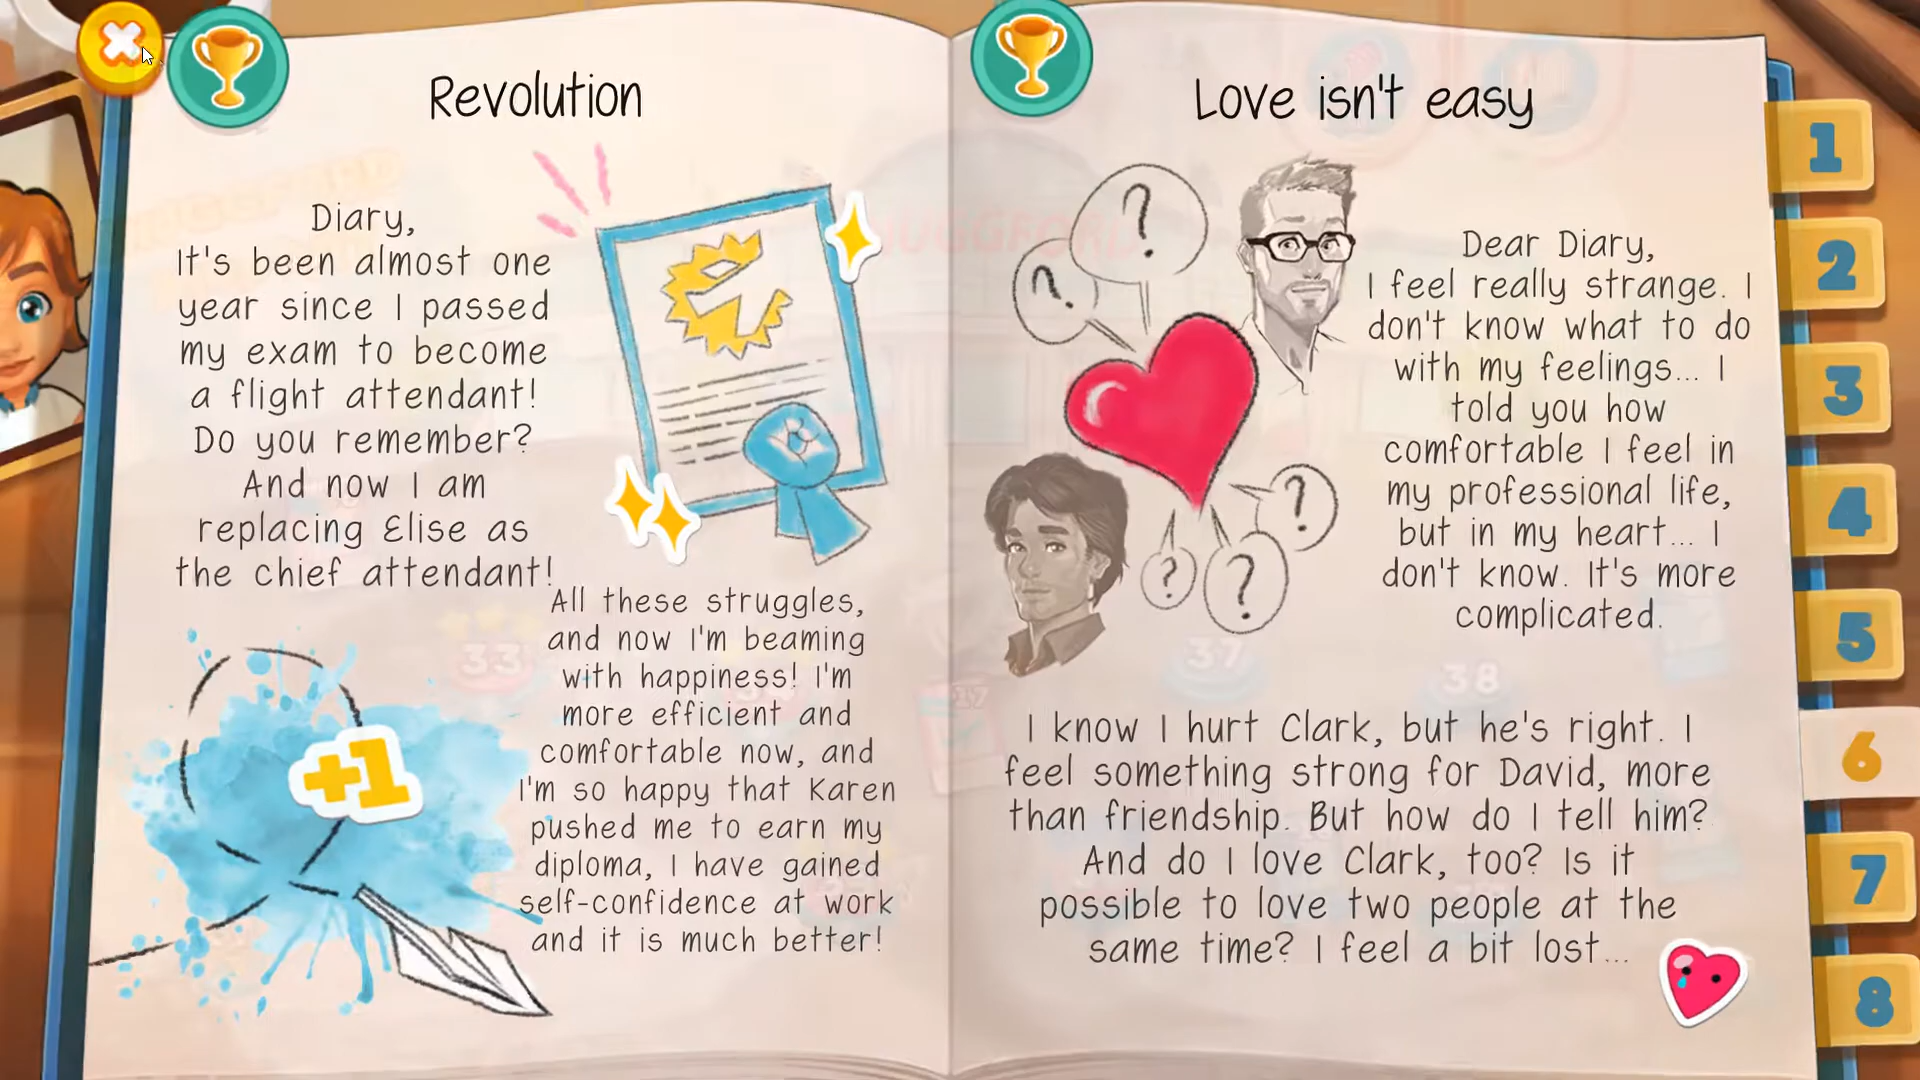 Revolution
Diary,
It's been almost one
year since I passed
my exam to become
a flight attendant!
Do you remember?
And now I am
replacing Elise as
the chief attendant!
All these struggles,
and now I'm beaming
with happiness! I'm
more efficient and
comfortable now, and
I'm so happy that Karen
pushed me to earn my
diploma, I have gained
self-confidence at work
and it is much better!
+1
33
Love isn't easy
? ?
Dear Diary,
I feel really strange. I
don't know what to do
with my feelings... I
told you how
comfortable I feel in
my professional life,
but in my heart... I
don't know. It's more
complicated.
? ? ?
37
38
I know I hurt Clark, but he's right. I
feel something strong for David, more
than friendship. But how do I tell him?
And do I love Clark, too? Is it
possible to love two people at the
same time? I feel a bit lost...
1
2
3
4
5
6
7
8